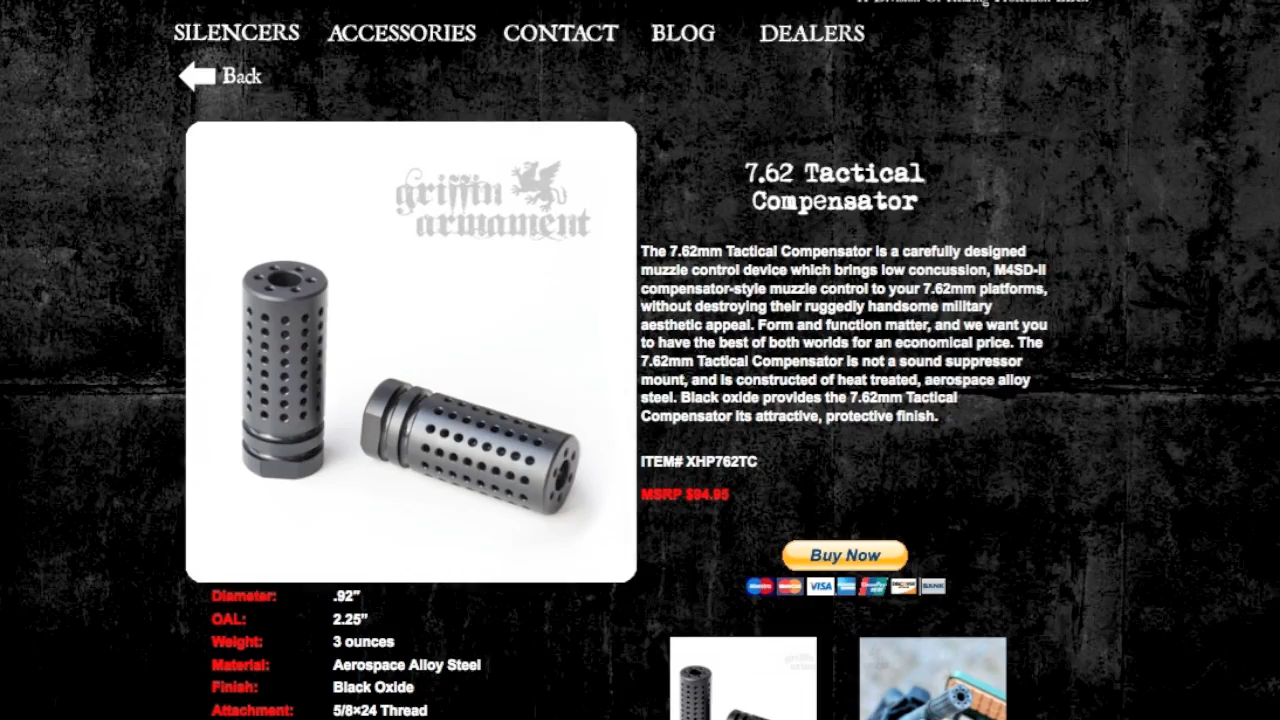 SILENCERS ACCESSORIES CONTACT BLOG DEALERS
Back
griffin
armament
7.62 Tactical
Compensator
The 7.62mm Tactical Compensator is a carefully designed
muzzle control device which brings low concussion, M4SD-II
compensator-style muzzle control to your 7.62mm platforms,
without destroying their ruggedly handsome military
aesthetic appeal. Form and function matter, and we want you
to have the best of both worlds for an economical price. The
7.62mm Tactical Compensator is not a sound suppressor
mount, and is constructed of heat treated, aerospace alloy
steel. Black oxide provides the 7.62mm Tactical
Compensator its attractive, protective finish.
ITEM# XHP762TC
MSRP $94.95
Buy Now
VISA BANK
Diameter: .92”
OAL: 2.25”
Weight: 3 ounces
Material: Aerospace Alloy Steel
Finish: Black Oxide
Attachment: 5/8×24 Thread